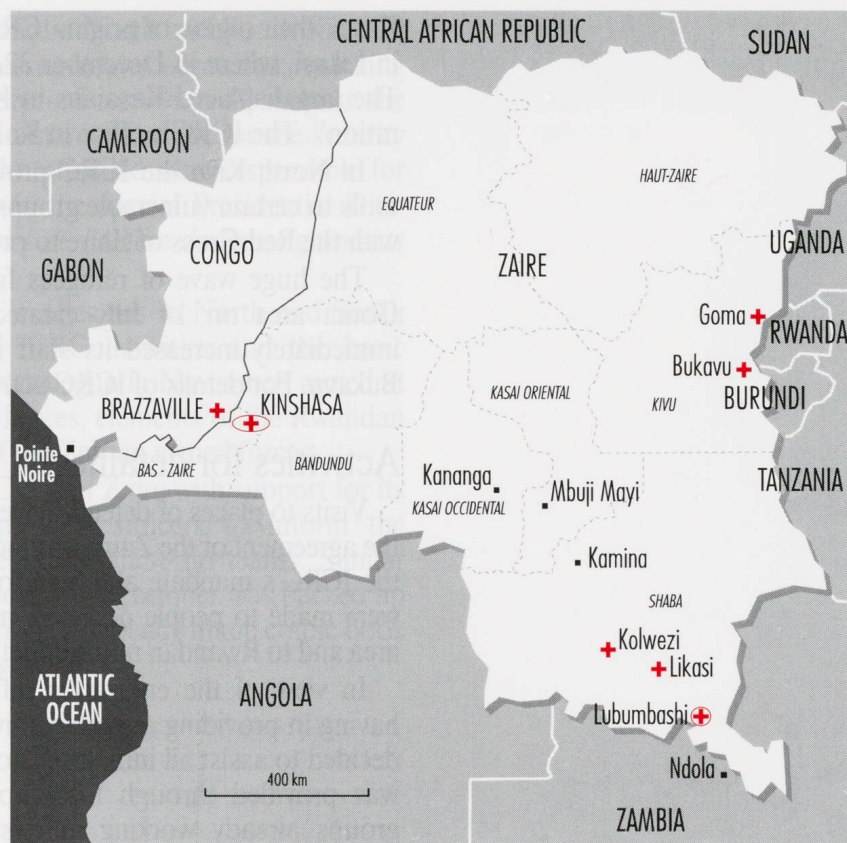 CENTRAL AFRICAN REPUBLIC
SUDAN
CAMEROON
HAUT-ZAIRE
EQUATEUR
UGANDA
CONGO
ZAIRE
GABON
Goma
RWANDA
Bukavu
BURUNDI
KASAI ORIENTAL
KIVU
BRAZZAVILLE
KINSHASA
Pointe
Noire
BAS - ZAIRE
BANDUNDU
Kananga
TANZANIA
Mbuji Mayi
KASAI OCCIDENTAL
Kamina
SHABA
Kolwezi
Likasi
ATLANTIC
OCEAN
ANGOLA
Lubumbashi
400 km
Ndola
ZAMBIA